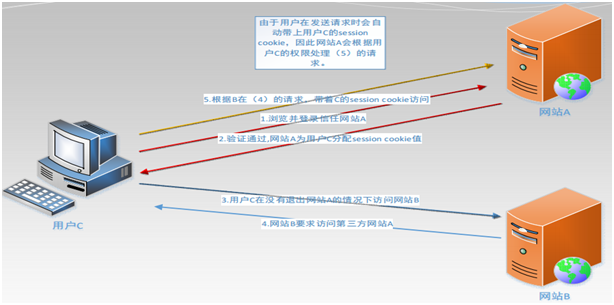 由于用户在发送请求时会自
动带上用户C的session
cookie，因此网站A会根据用
户C的权限处理（5）的请
求。
5.根据B在（4）的请求，带着C的session cookie访问
网站A
1.浏览并登录信任网站A
2.验证通过,网站A为用户C分配session cookie值
3.用户C在没有退出网站A的情况下访问网站B
用户C
4.网站B要求访问第三方网站A
网站B